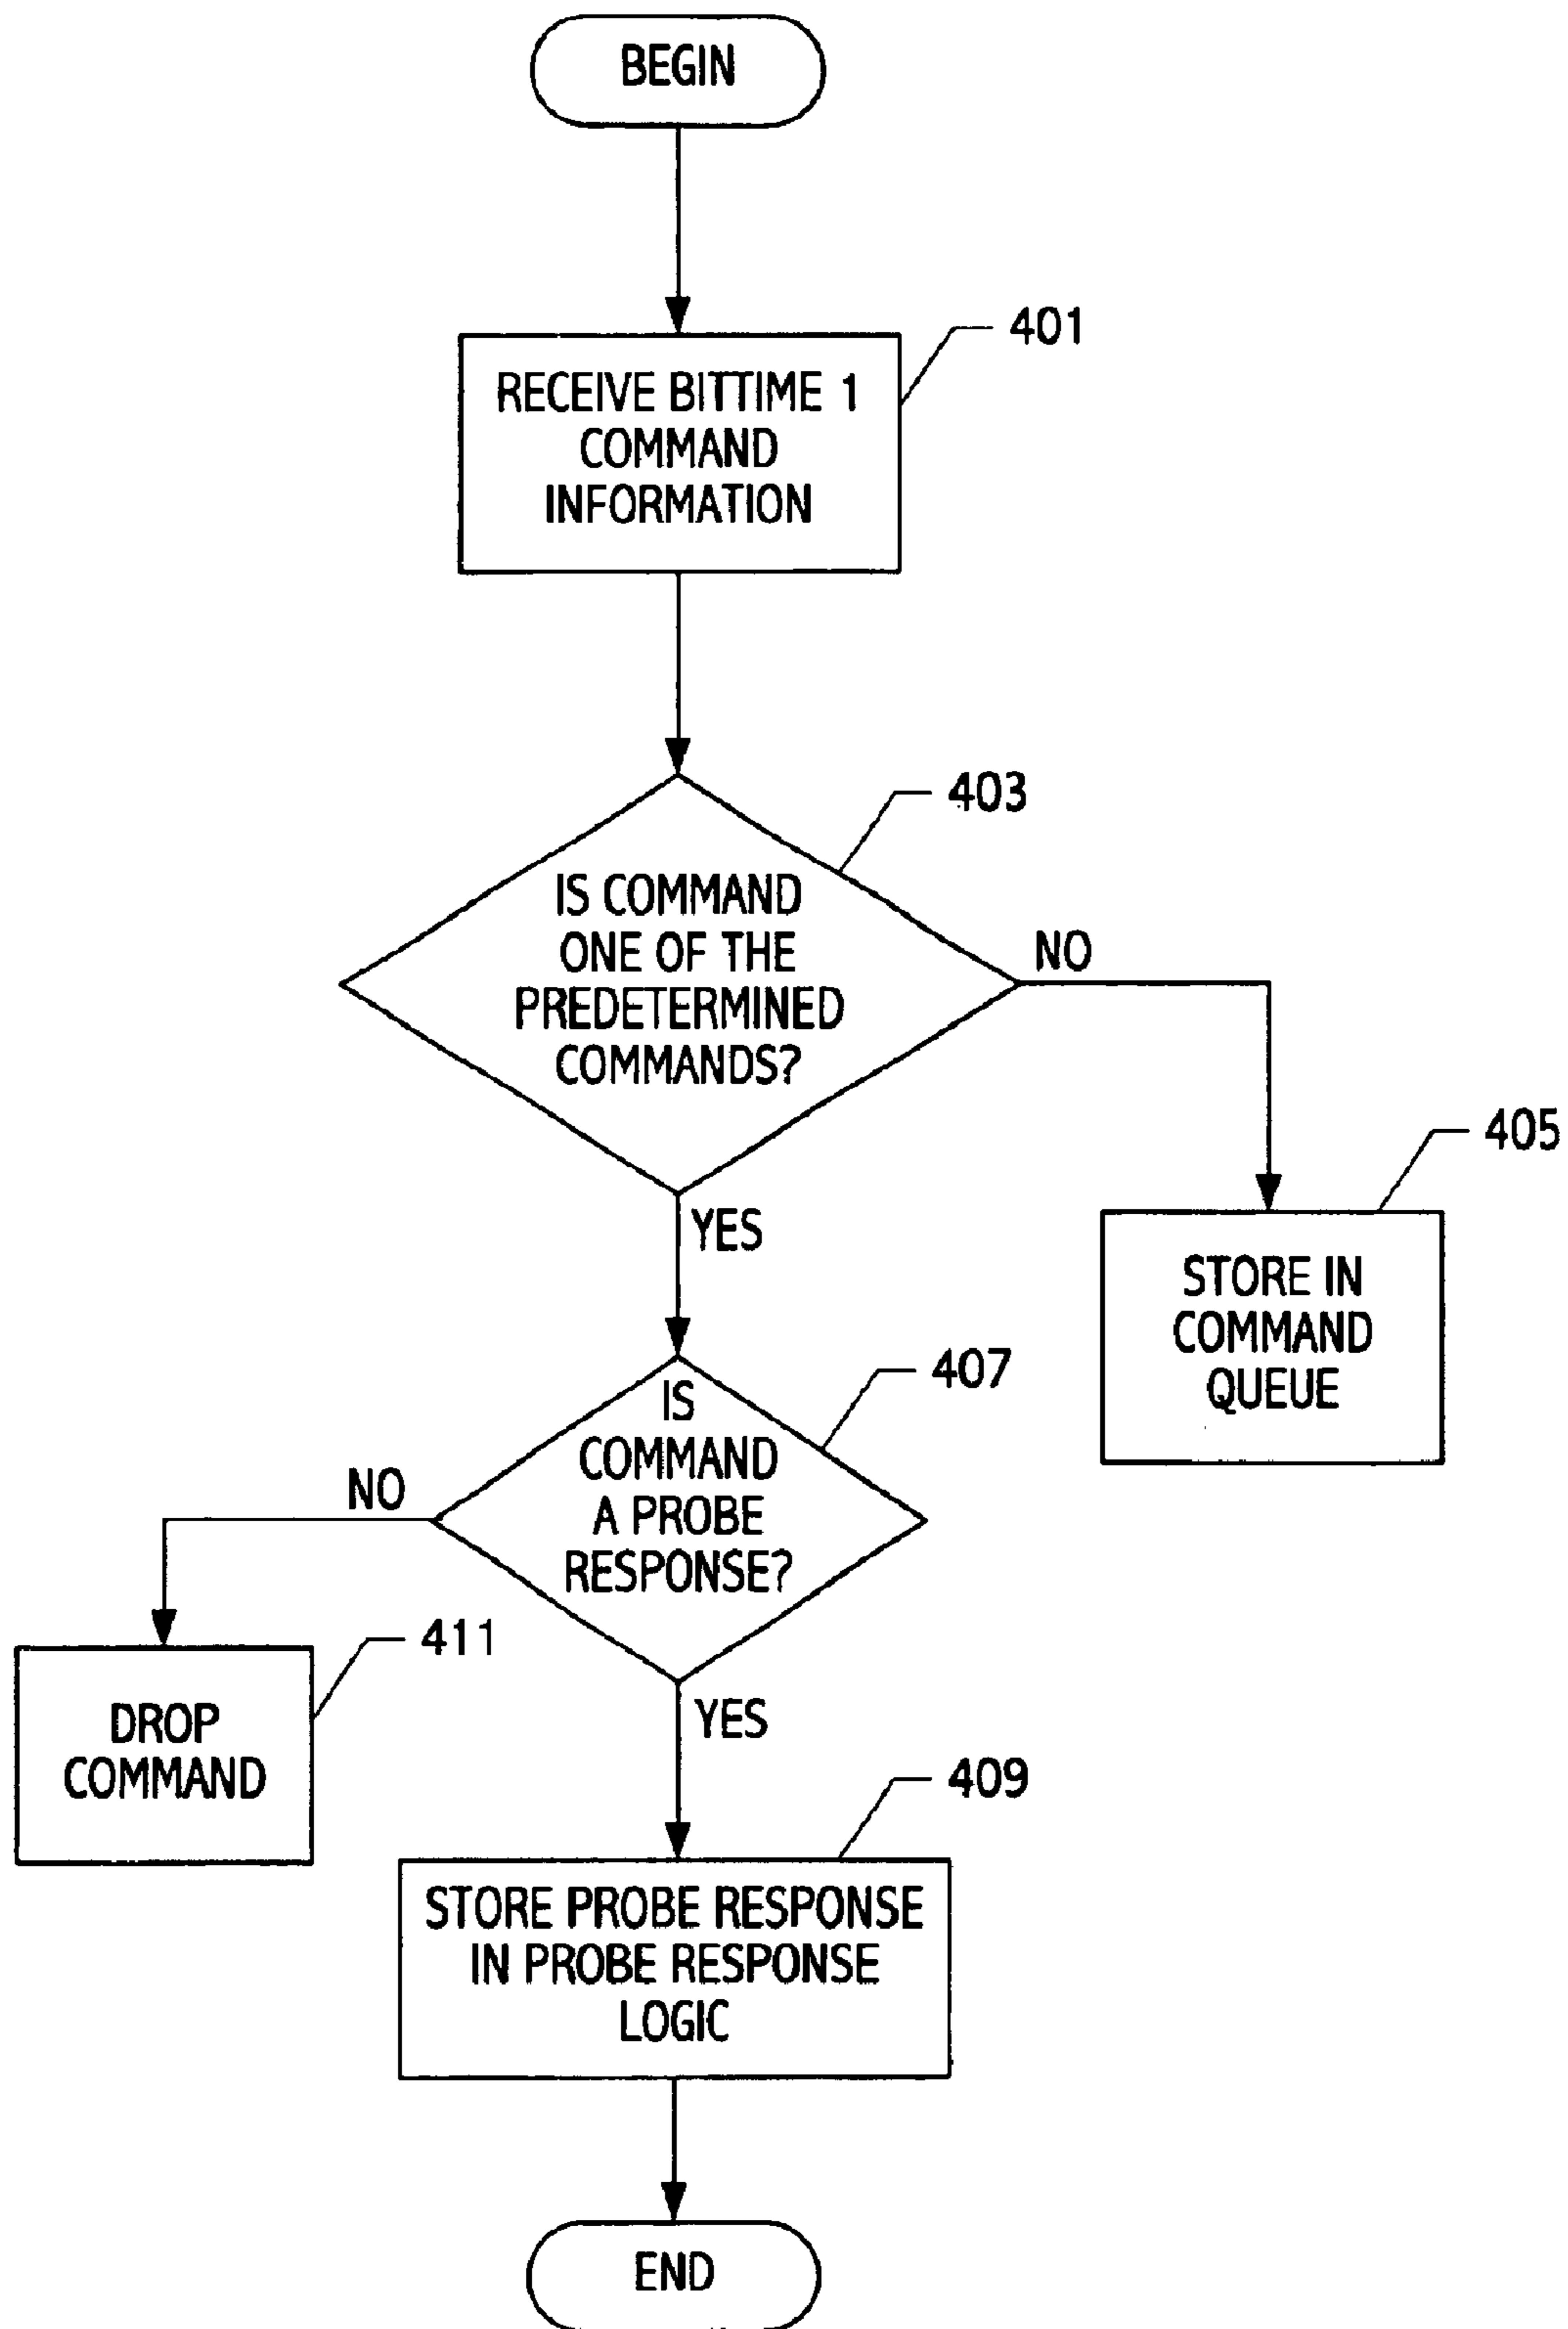 BEGIN
401
RECEIVE BITTIME 1
COMMAND
INFORMATION
403
IS COMMAND
ONE OF THE
PREDETERMINED
COMMANDS?
NO
YES
405
STORE IN
COMMAND
QUEUE
407
IS
COMMAND
A PROBE
RESPONSE?
NO
YES
411
DROP
COMMAND
409
STORE PROBE RESPONSE
IN PROBE RESPONSE
LOGIC
END